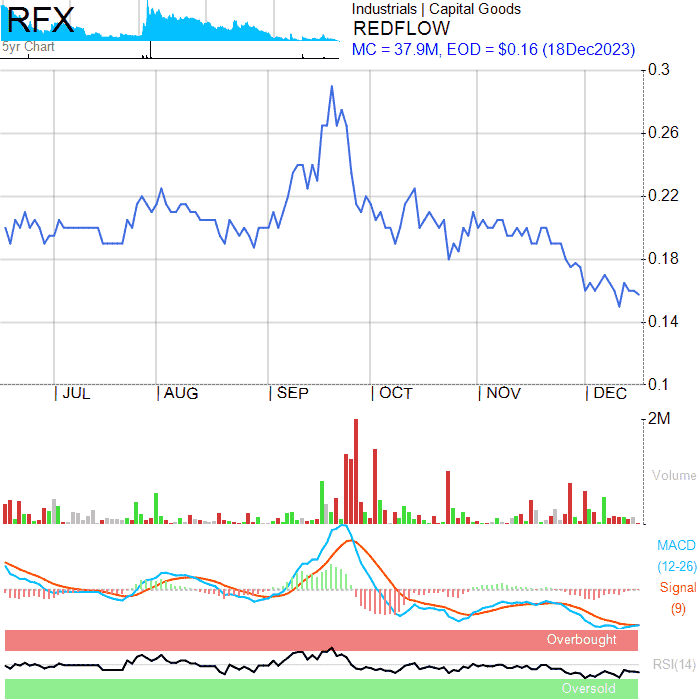 RFX
5yr Chart
Industrials | Capital Goods
REDFLOW
MC = 37.9M, EOD = $0.16 (18Dec2023)
0.3
0.26
0.22
0.18
0.14
0.1
| JUL | AUG | SEP | OCT | NOV | DEC
2M
Volume
MACD
(12-26)
Signal
(9)
Overbought
RSI(14)
Oversold